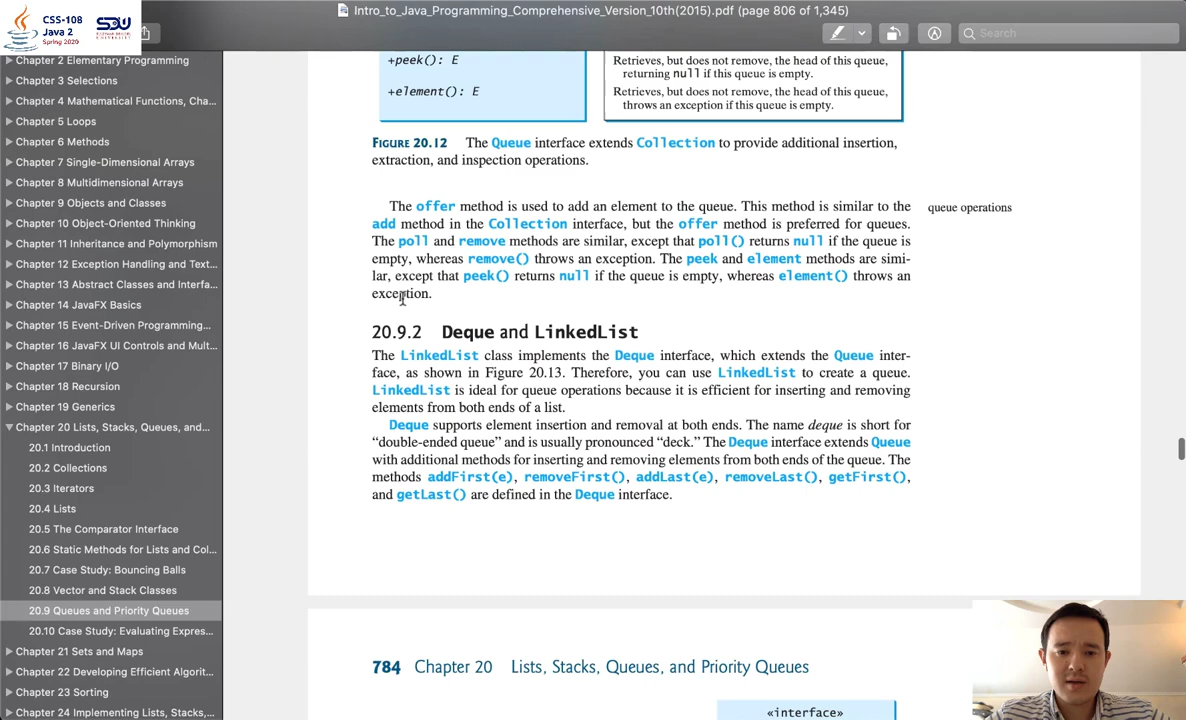 CSS-108
Java 2
Spring 2020
SDU
Intro_to_Java_Programming_Comprehensive_Version_10th(2015).pdf (page 806 of 1,345)
Search
Chapter 2 Elementary Programming
Chapter 3 Selections
Chapter 4 Mathematical Functions, Cha...
Chapter 5 Loops
Chapter 6 Methods
Chapter 7 Single-Dimensional Arrays
Chapter 8 Multidimensional Arrays
Chapter 9 Objects and Classes
Chapter 10 Object-Oriented Thinking
Chapter 11 Inheritance and Polymorphism
Chapter 12 Exception Handling and Text...
Chapter 13 Abstract Classes and Interfa...
Chapter 14 JavaFX Basics
Chapter 15 Event-Driven Programming...
Chapter 16 JavaFX UI Controls and Mult...
Chapter 17 Binary I/O
Chapter 18 Recursion
Chapter 19 Generics
Chapter 20 Lists, Stacks, Queues, and...
20.1 Introduction
20.2 Collections
20.3 Iterators
20.4 Lists
20.5 The Comparator Interface
20.6 Static Methods for Lists and Col...
20.7 Case Study: Bouncing Balls
20.8 Vector and Stack Classes
20.9 Queues and Priority Queues
20.10 Case Study: Evaluating Expres...
Chapter 21 Sets and Maps
Chapter 22 Developing Efficient Algorit...
Chapter 23 Sorting
Chapter 24 Implementing Lists, Stacks,...
+peek(): E
+element(): E
Retrieves, but does not remove, the head of this queue,
returning null if this queue is empty.
Retrieves, but does not remove, the head of this queue,
throws an exception if this queue is empty.
FIGURE 20.12 The Queue interface extends Collection to provide additional insertion,
extraction, and inspection operations.
The offer method is used to add an element to the queue. This method is similar to the
add method in the Collection interface, but the offer method is preferred for queues.
The poll and remove methods are similar, except that poll() returns null if the queue is
empty, whereas remove() throws an exception. The peek and element methods are simi-
lar, except that peek() returns null if the queue is empty, whereas element() throws an
exception.
queue operations
20.9.2 Deque and LinkedList
The LinkedList class implements the Deque interface, which extends the Queue inter-
face, as shown in Figure 20.13. Therefore, you can use LinkedList to create a queue.
LinkedList is ideal for queue operations because it is efficient for inserting and removing
elements from both ends of a list.
Deque supports element insertion and removal at both ends. The name deque is short for
“double-ended queue” and is usually pronounced “deck.” The Deque interface extends Queue
with additional methods for inserting and removing elements from both ends of the queue. The
methods addFirst(e), removeFirst(), addLast(e), removeLast(), getFirst(),
and getLast() are defined in the Deque interface.
784 Chapter 20 Lists, Stacks, Queues, and Priority Queues
«interface»